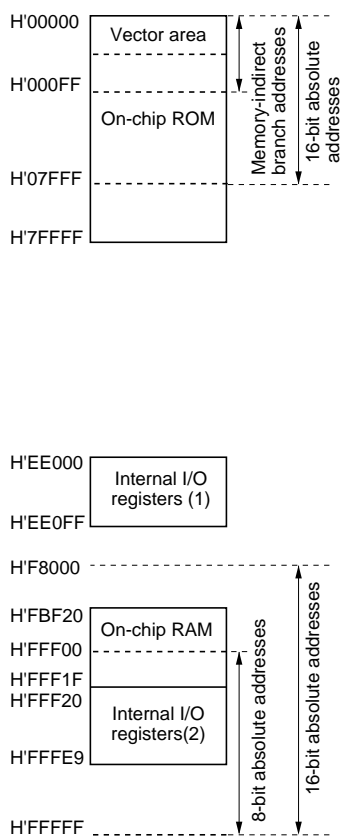 H'00000
Vector area
H'000FF
On-chip ROM
H'07FFF
H'7FFFF
Memory-indirect
branch addresses
16-bit absolute
addresses
H'EE000
Internal I/O
registers (1)
H'EE0FF
H'F8000
H'FBF20
On-chip RAM
H'FFF00
H'FFF1F
H'FFF20
Internal I/O
registers(2)
H'FFFE9
H'FFFFF
8-bit absolute addresses
16-bit absolute addresses